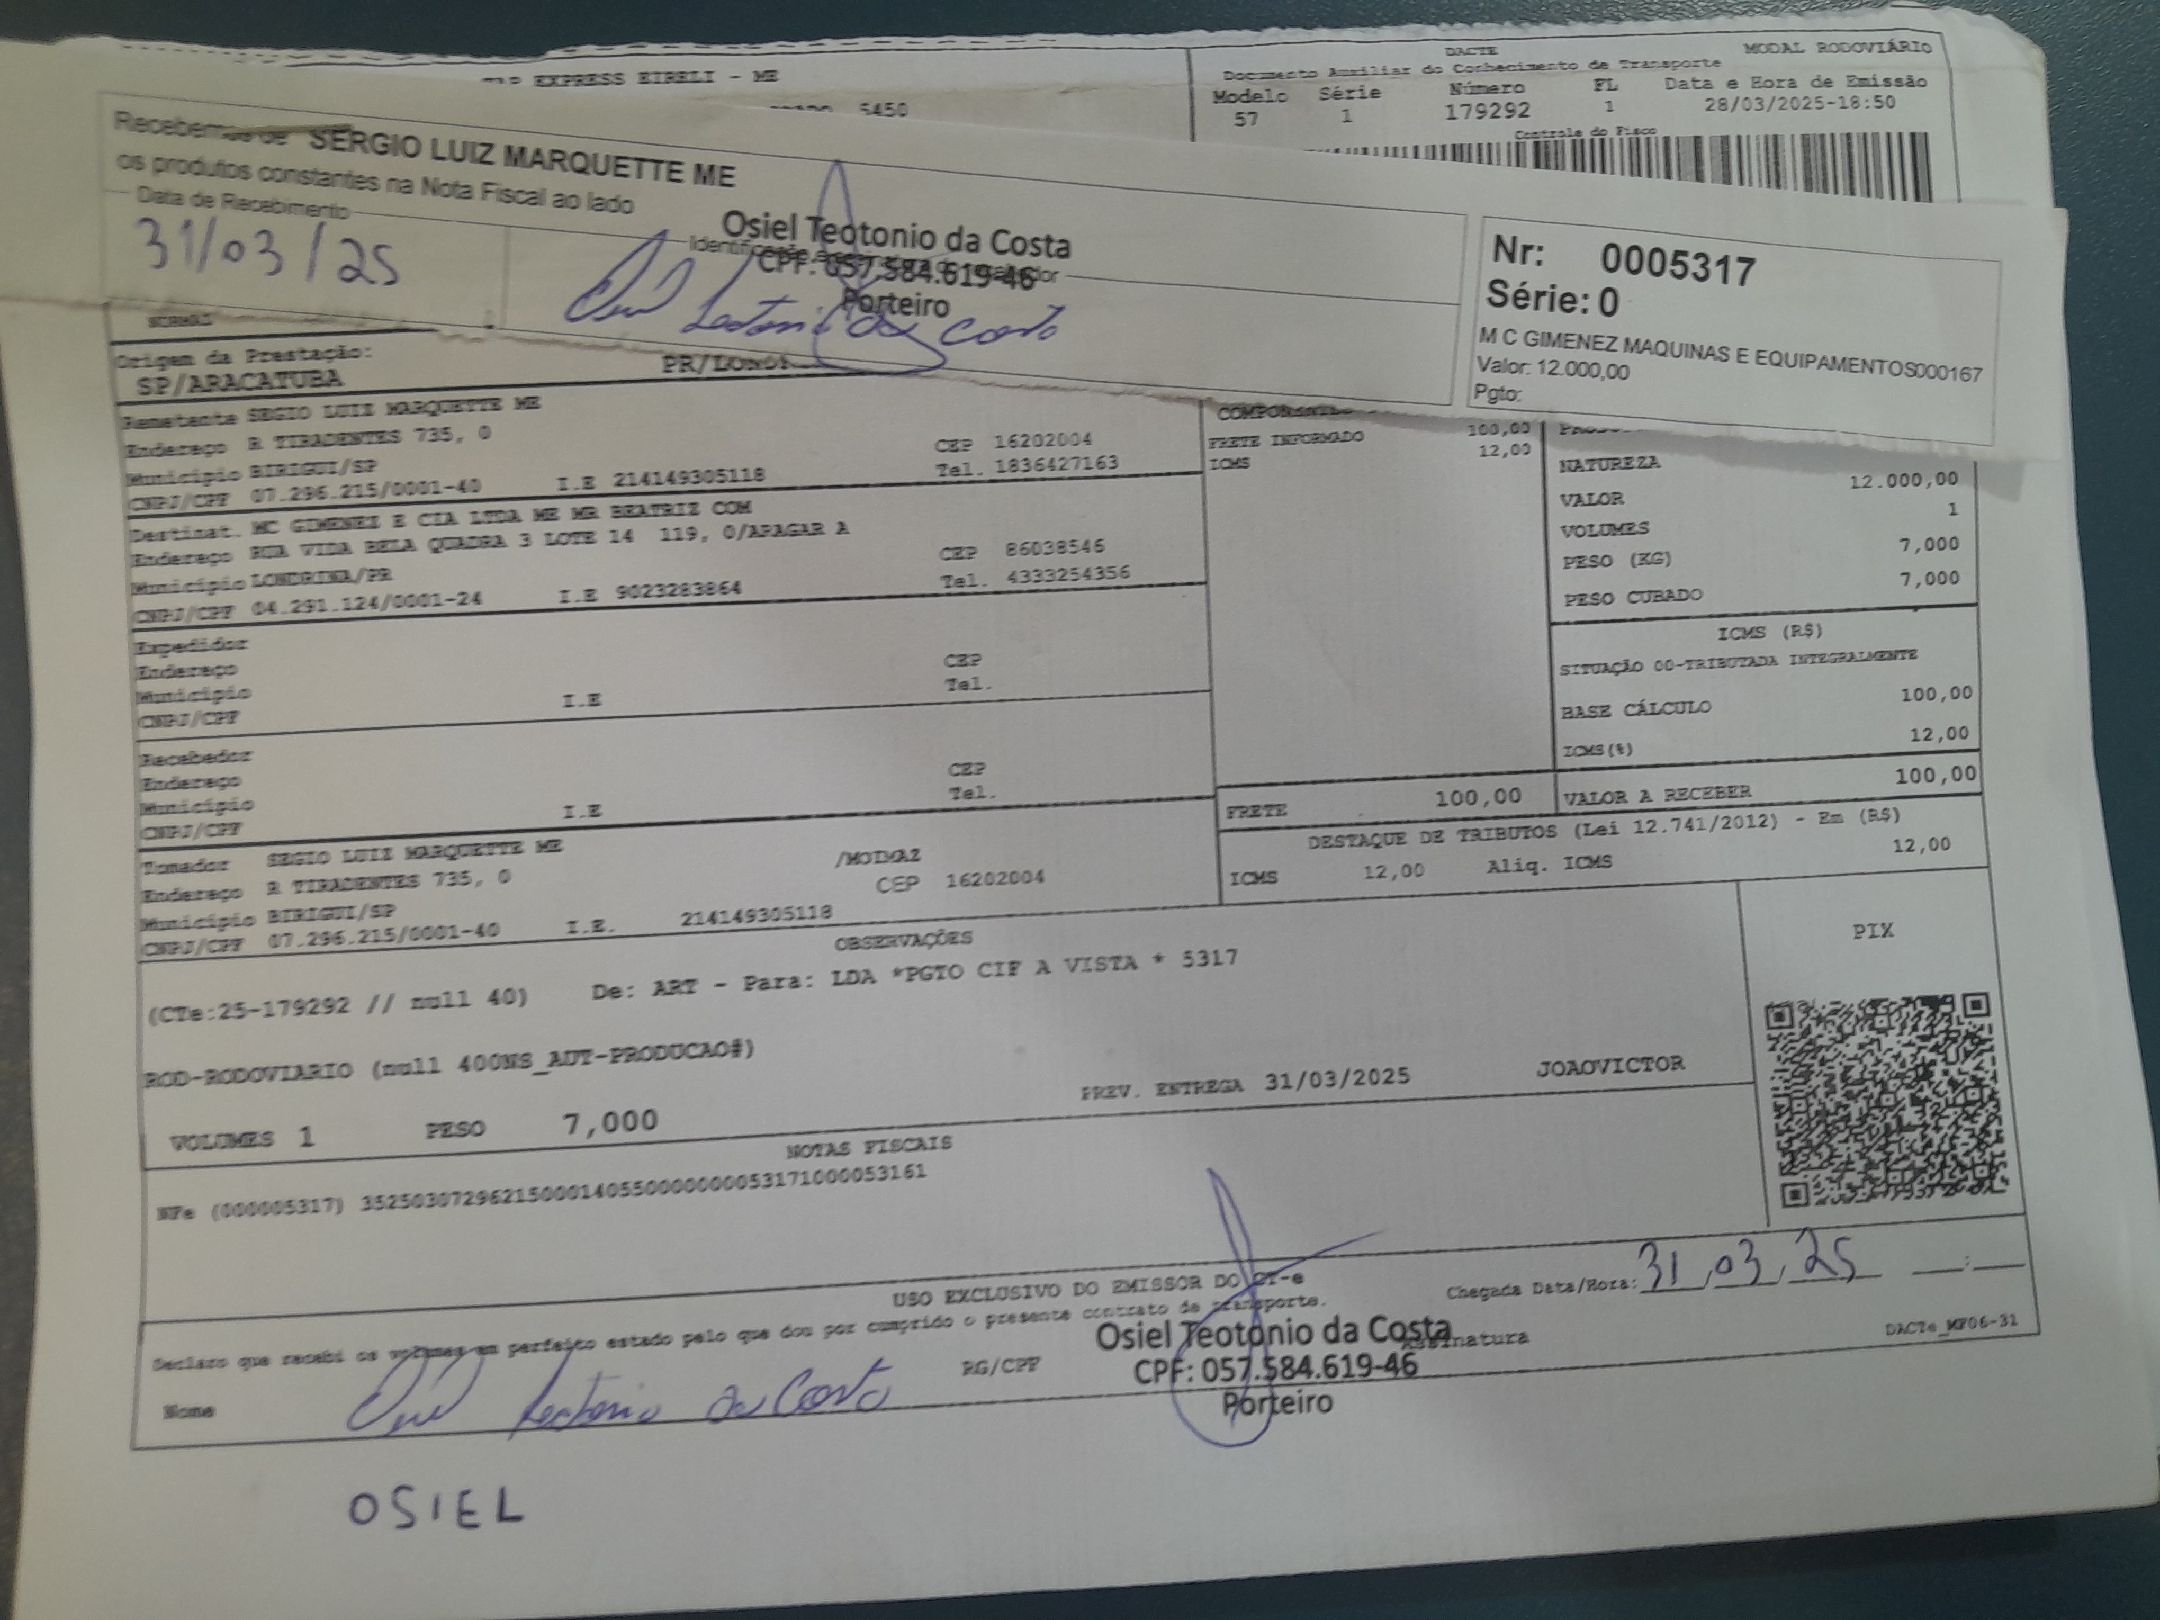 EXPRESS EIRELI - ME
5450
DACTE
MODAL RODOVIÁRIO
Documento Auxiliar do Conhecimento de Transporte
Modelo Série Número FL Data e Hora de Emissão
57 1 179292 1 28/03/2025-18:50
Controle do Fisco
Recebemos de SERGIO LUIZ MARQUETTE ME
os produtos constantes na Nota Fiscal ao lado
Data de Recebimento
31/03/25
Osiel Teotonio da Costa
CPF: 057.584.619-46
Porteiro
Osiel Teotonio da Costa
Nr: 0005317
Série: 0
M C GIMENEZ MAQUINAS E EQUIPAMENTOS000167
Valor: 12.000,00
Pgto:
NORMAL
Origem da Prestação:
SP/ARACATUBA
Remetente SEGIO LUIZ MARQUETTE ME
Endereço R TIRADENTES 735, 0 CEP 16202004
Município BIRIGUI/SP Tel. 1836427163
CNPJ/CPF 07.296.215/0001-40 I.E 214149305118
Destinat. MC GIMENEZ E CIA LTDA ME MR BEATRIZ COM
Endereço RUA VIDA BELA QUADRA 3 LOTE 14 119, 0/APAGAR A CEP 86038546
Município LONDRINA/PR Tel. 4333254356
CNPJ/CPF 04.291.124/0001-24 I.E 9023283864
Expedidor
Endereço CEP
Município Tel.
CNPJ/CPF I.E
Recebedor
Endereço CEP
Município Tel.
CNPJ/CPF I.E
Tomador SEGIO LUIZ MARQUETTE ME
Endereço R TIRADENTES 735, 0 CEP 16202004
Município BIRIGUI/SP
CNPJ/CPF 07.296.215/0001-40 I.E. 214149305118
FRETE INFORMADO 100,00
ICMS 12,00
NATUREZA
VALOR 12.000,00
VOLUMES 1
PESO (KG) 7,000
PESO CUBADO 7,000
ICMS (R$)
SITUAÇÃO 00-TRIBUTADA INTEGRALMENTE
BASE CÁLCULO 100,00
ICMS(%) 12,00
FRETE 100,00 VALOR A RECEBER 100,00
DESTAQUE DE TRIBUTOS (Lei 12.741/2012) - Em (R$)
ICMS 12,00 Aliq. ICMS 12,00
OBSERVAÇÕES
(CTe:25-179292 // null 40) De: ART - Para: LDA *PGTO CIF A VISTA * 5317
ROD-RODOVIARIO (null 400NS_AUT-PRODUCAO#)
PREV. ENTREGA 31/03/2025 JOAOVICTOR
VOLUMES 1 PESO 7,000
PIX
NOTAS FISCAIS
NFe (000005317)
USO EXCLUSIVO DO EMISSOR DO CT-e
Chegada Data/Hora: 31/03/25 __:__
Declaro que recebi os volumes em perfeito estado pelo que dou por cumprido o presente contrato de transporte.
Nome Osiel Teotonio da Costa RG/CPF
Osiel Teotonio da Costa
CPF: 057.584.619-46
Porteiro
Assinatura
DACTe_MF06-31
OSIEL